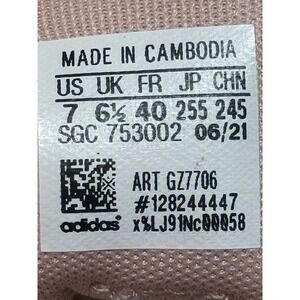 MADE IN CAMBODIA
US UK FR JP CHN
7 6½ 40 255 245
SGC 753002 06/21
ART GZ7706
#128244447
adidas x%LJ91Nc00058